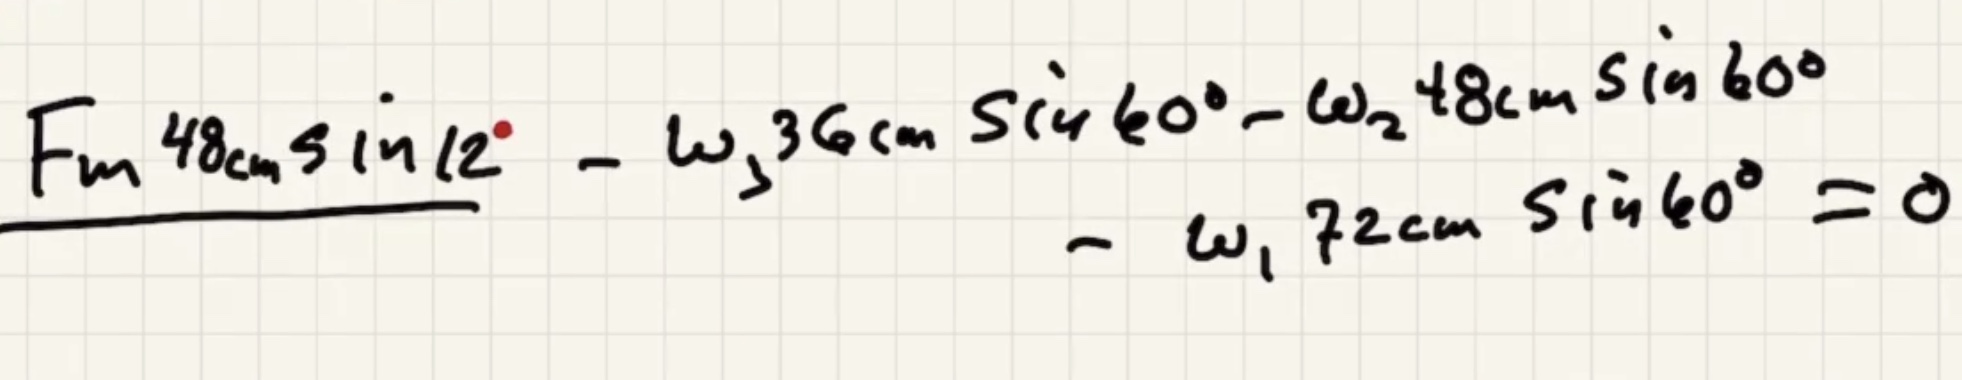 Fm 48cm sin 12° - w₃ 36cm sin 60° - w₂ 48cm sin 60°
- w₁ 72cm sin 60° = 0